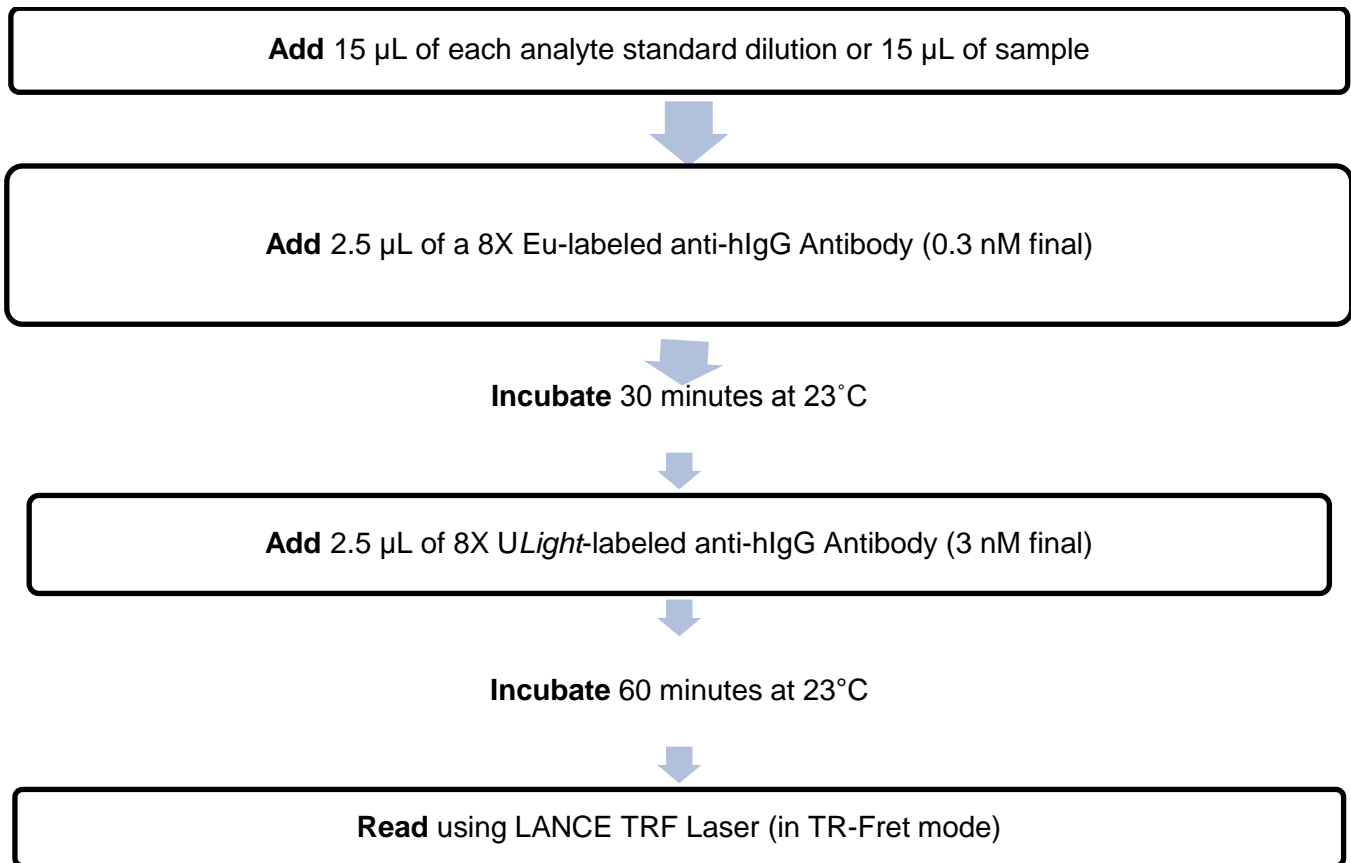 Add 15 µL of each analyte standard dilution or 15 µL of sample
Add 2.5 µL of a 8X Eu-labeled anti-hIgG Antibody (0.3 nM final)
Incubate 30 minutes at 23˚C
Add 2.5 µL of 8X ULight-labeled anti-hIgG Antibody (3 nM final)
Incubate 60 minutes at 23°C
Read using LANCE TRF Laser (in TR-Fret mode)